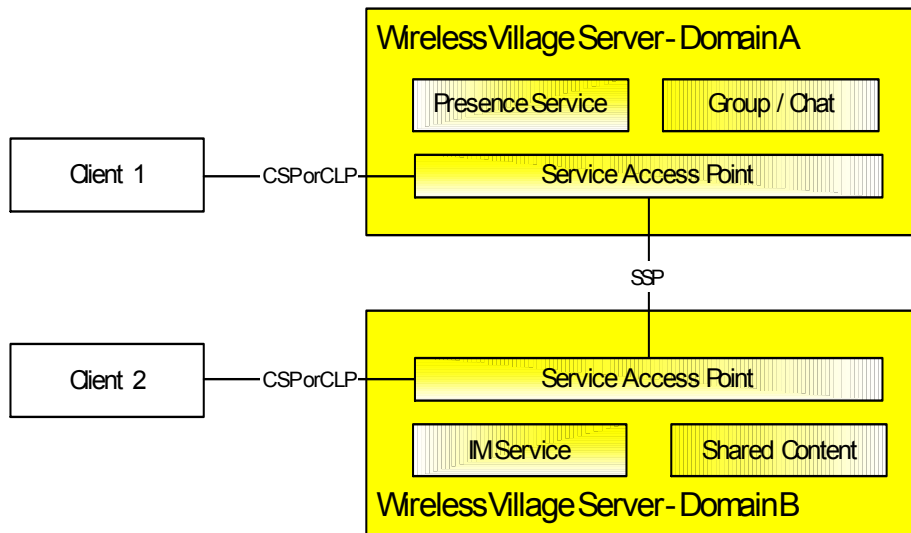 Wireless Village Server - Domain A
Presence Service
Group / Chat
Client 1
CSP or CLP
Service Access Point
SSP
Client 2
CSP or CLP
Service Access Point
IM Service
Shared Content
Wireless Village Server - Domain B